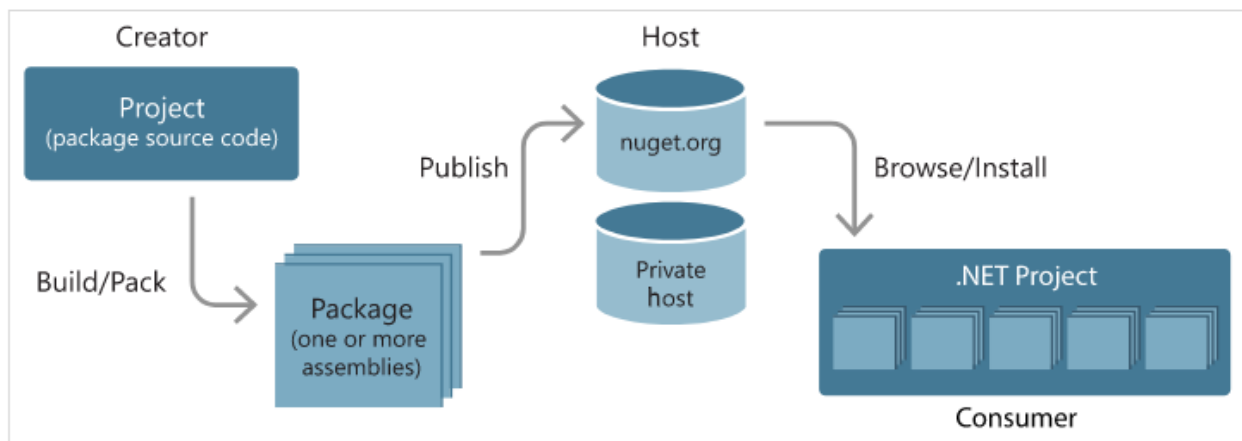 Creator
Project
(package source code)
Build/Pack
Package
(one or more
assemblies)
Publish
Host
nuget.org
Private
host
Browse/Install
.NET Project
Consumer